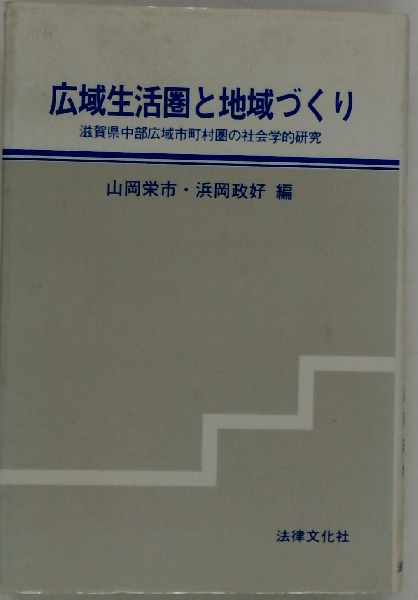 広域生活圏と地域づくり
滋賀県中部広域市町村圏の社会学的研究
山岡栄市・浜岡政好 編
法律文化社